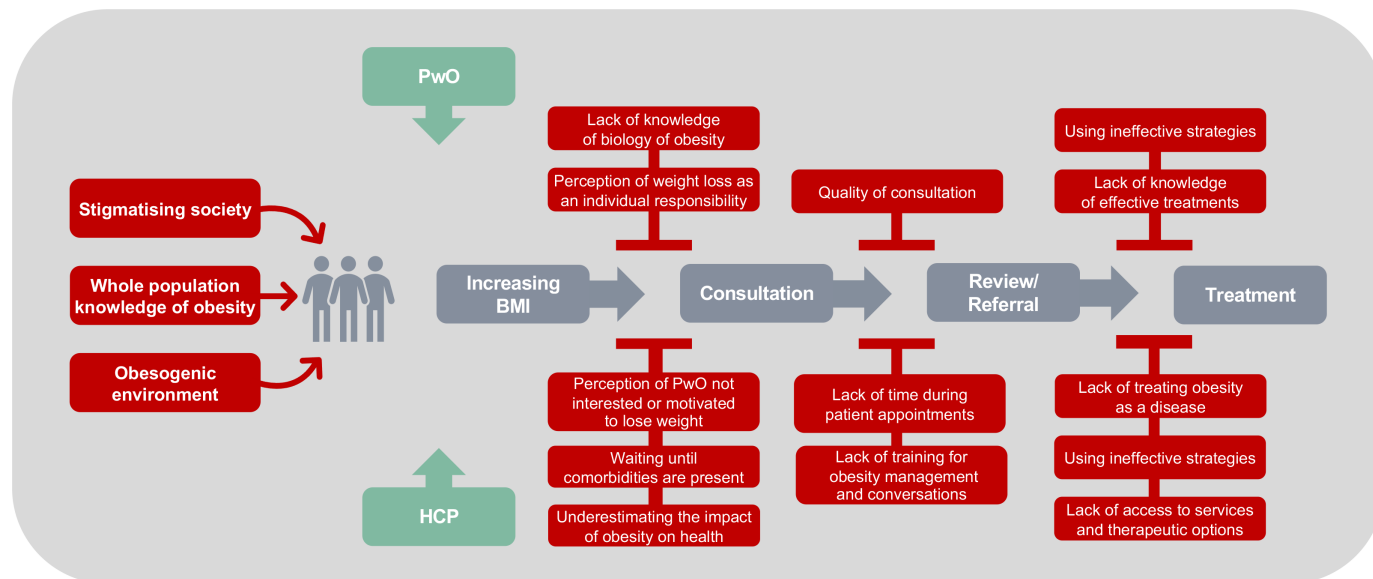 PwO
Lack of knowledge
of biology of obesity
Perception of weight loss as
an individual responsibility
Quality of consultation
Using ineffective strategies
Lack of knowledge
of effective treatments
Stigmatising society
Whole population
knowledge of obesity
Obesogenic
environment
Increasing
BMI
Consultation
Review/
Referral
Treatment
Perception of PwO not
interested or motivated
to lose weight
Waiting until
comorbidities are present
Underestimating the impact
of obesity on health
Lack of time during
patient appointments
Lack of training for
obesity management
and conversations
Lack of treating obesity
as a disease
Using ineffective strategies
Lack of access to services
and therapeutic options
HCP